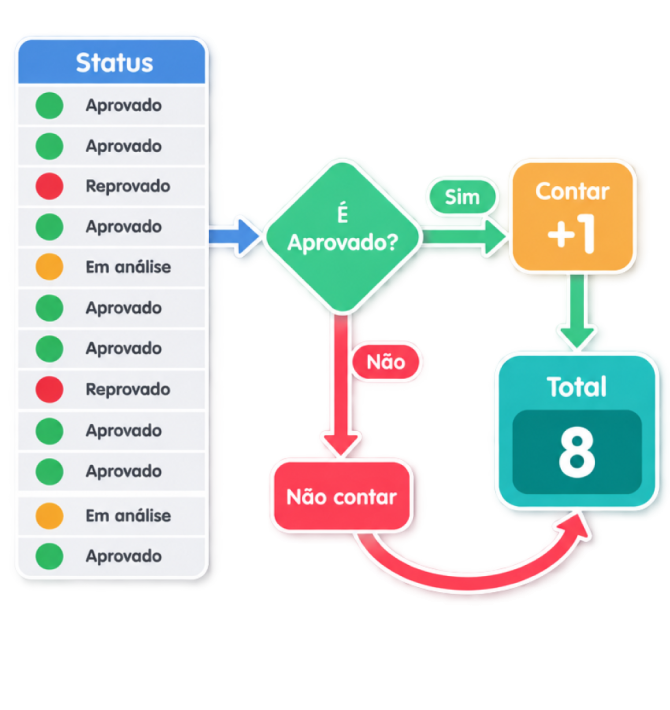 Status
Aprovado
Aprovado
Reprovado
Aprovado
Em análise
Aprovado
Aprovado
Reprovado
Aprovado
Aprovado
Em análise
Aprovado
É
Aprovado?
Sim
Contar
+1
Não
Não contar
Total
8